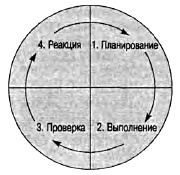 4. Реакция
1. Планирование
3. Проверка
2. Выполнение